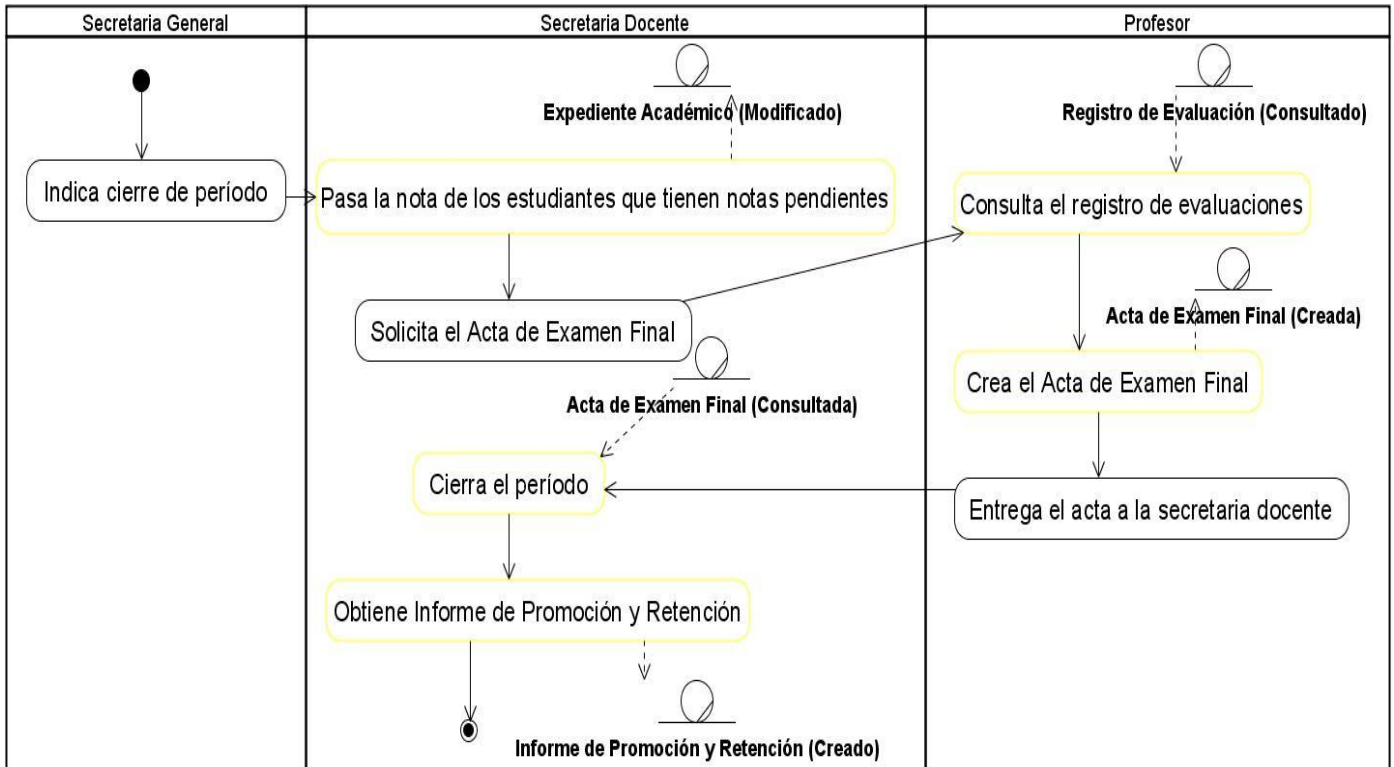 Secretaria General
Secretaria Docente
Profesor
Expediente Académico (Modificado)
Registro de Evaluación (Consultado)
Indica cierre de período
Pasa la nota de los estudiantes que tienen notas pendientes
Consulta el registro de evaluaciones
Solicita el Acta de Examen Final
Acta de Examen Final (Creada)
Crea el Acta de Examen Final
Acta de Examen Final (Consultada)
Cierra el período
Entrega el acta a la secretaria docente
Obtiene Informe de Promoción y Retención
Informe de Promoción y Retención (Creado)